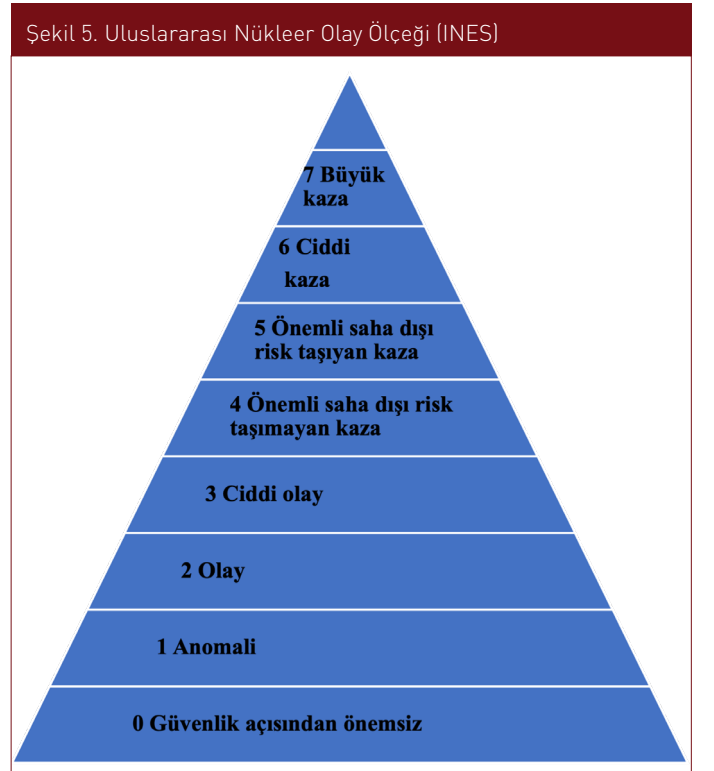 Şekil 5. Uluslararası Nükleer Olay Ölçeği (INES)
7 Büyük
kaza
6 Ciddi
kaza
5 Önemli saha dışı
risk taşıyan kaza
4 Önemli saha dışı risk
taşımayan kaza
3 Ciddi olay
2 Olay
1 Anomali
0 Güvenlik açısından önemsiz